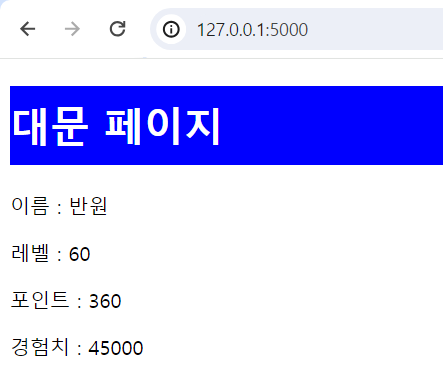 127.0.0.1:5000
대문 페이지
이름 : 반원
레벨 : 60
포인트 : 360
경험치 : 45000